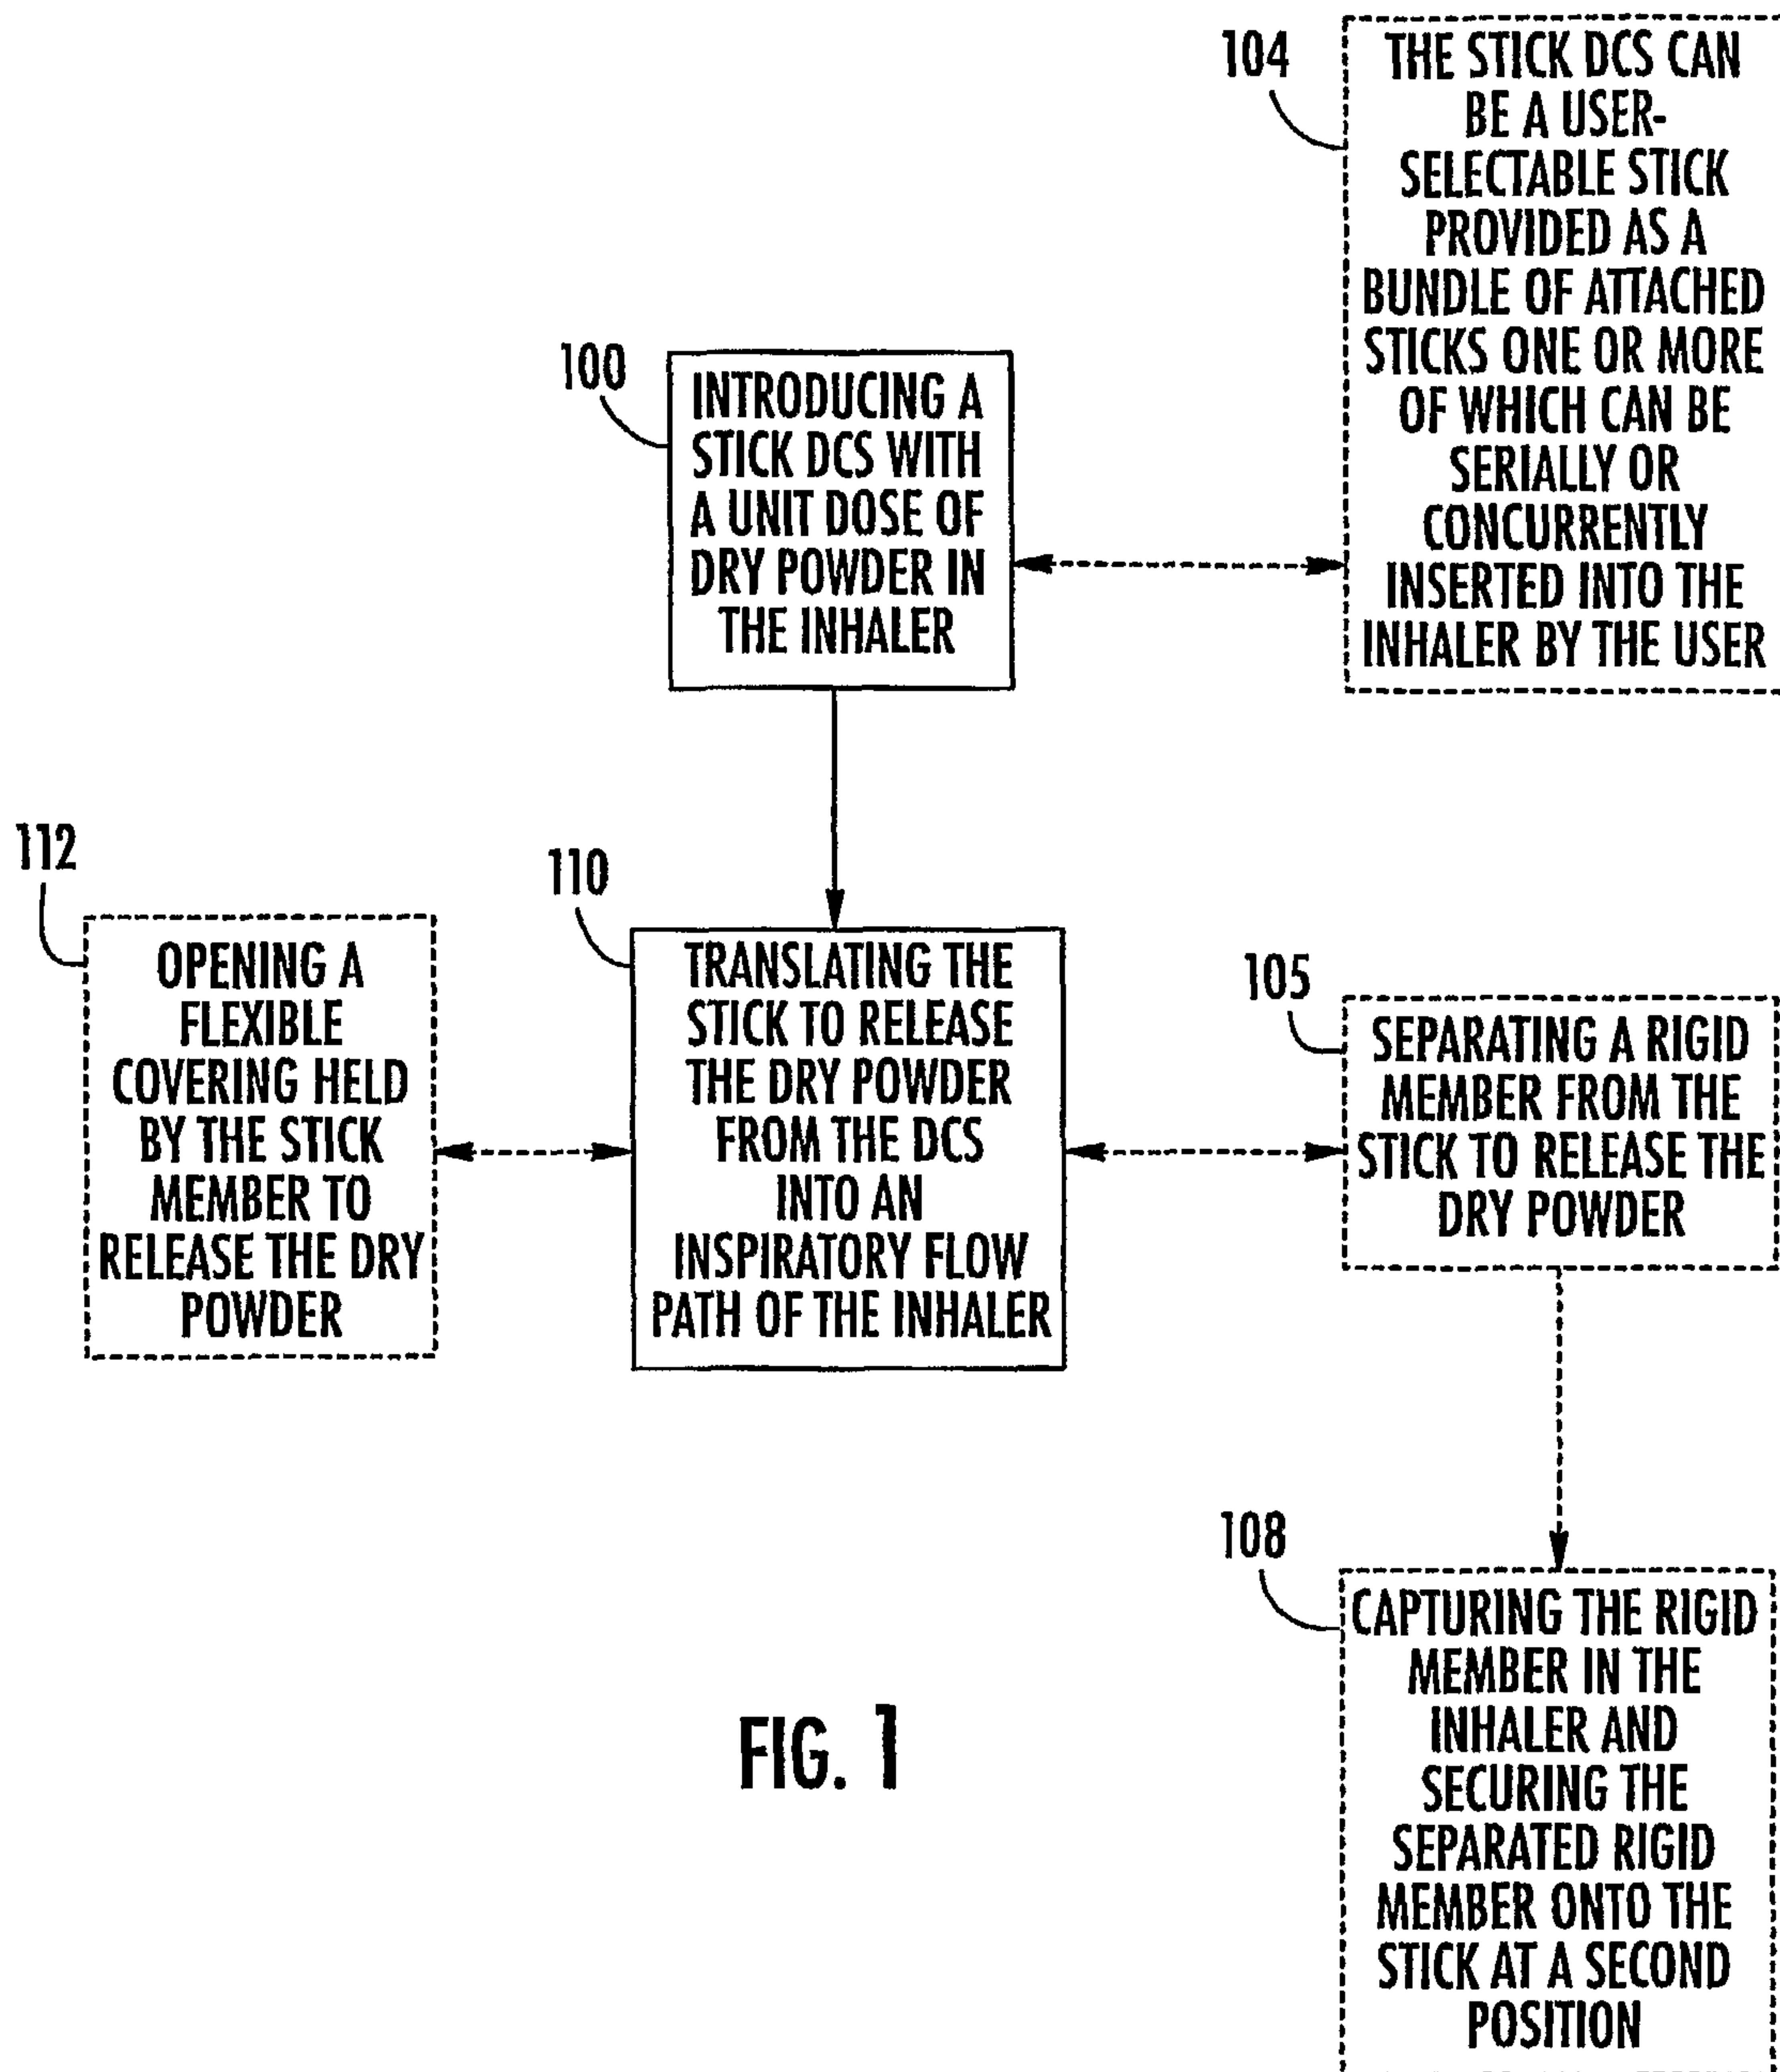 104
THE STICK DCS CAN
BE A USER-
SELECTABLE STICK
PROVIDED AS A
BUNDLE OF ATTACHED
STICKS ONE OR MORE
OF WHICH CAN BE
SERIALLY OR
CONCURRENTLY
INSERTED INTO THE
INHALER BY THE USER
100
INTRODUCING A
STICK DCS WITH
A UNIT DOSE OF
DRY POWDER IN
THE INHALER
112
OPENING A
FLEXIBLE
COVERING HELD
BY THE STICK
MEMBER TO
RELEASE THE DRY
POWDER
110
TRANSLATING THE
STICK TO RELEASE
THE DRY POWDER
FROM THE DCS
INTO AN
INSPIRATORY FLOW
PATH OF THE INHALER
105
SEPARATING A RIGID
MEMBER FROM THE
STICK TO RELEASE THE
DRY POWDER
108
CAPTURING THE RIGID
MEMBER IN THE
INHALER AND
SECURING THE
SEPARATED RIGID
MEMBER ONTO THE
STICK AT A SECOND
POSITION
FIG. 1